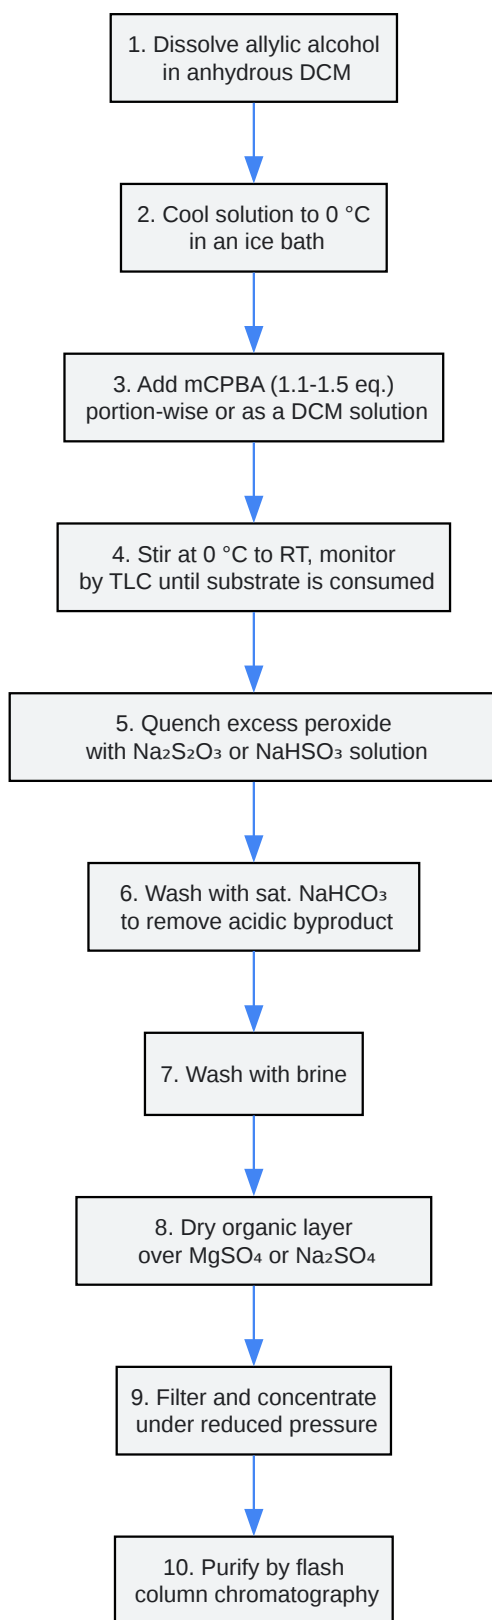 1. Dissolve allylic alcohol
in anhydrous DCM
2. Cool solution to 0 °C
in an ice bath
3. Add mCPBA (1.1-1.5 eq.)
portion-wise or as a DCM solution
4. Stir at 0 °C to RT, monitor
by TLC until substrate is consumed
5. Quench excess peroxide
with Na₂S₂O₃ or NaHSO₃ solution
6. Wash with sat. NaHCO₃
to remove acidic byproduct
7. Wash with brine
8. Dry organic layer
over MgSO₄ or Na₂SO₄
9. Filter and concentrate
under reduced pressure
10. Purify by flash
column chromatography